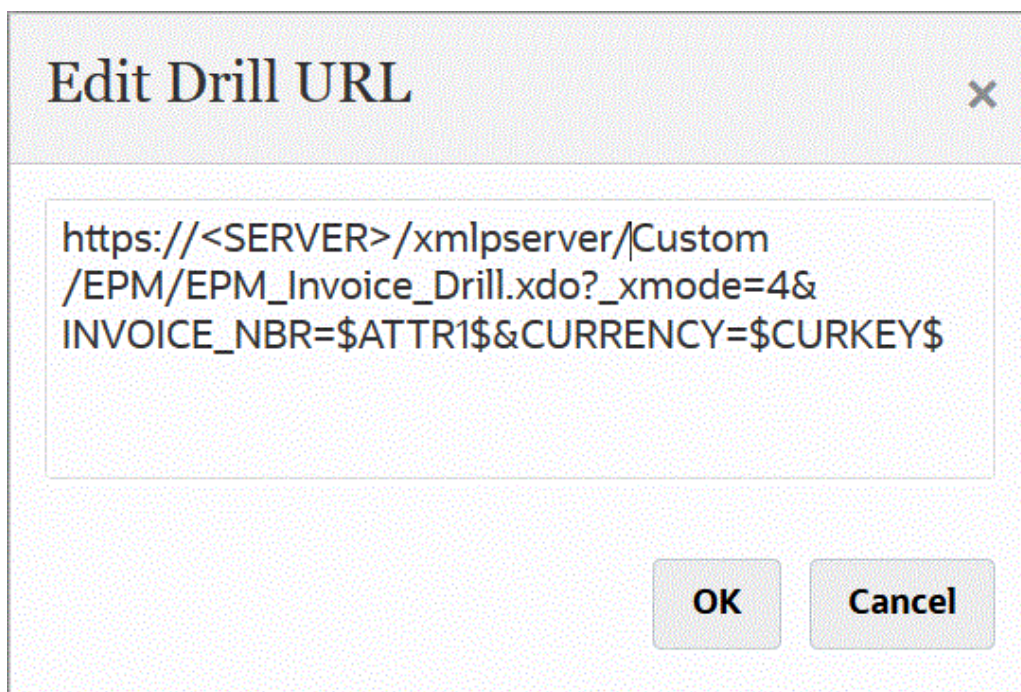 Edit Drill URL
×
https://<SERVER>/xmlpserver/Custom
/EPM/EPM_Invoice_Drill.xdo?_xmode=4&
INVOICE_NBR=$ATTR1$&CURRENCY=$CURKEY$
OK Cancel